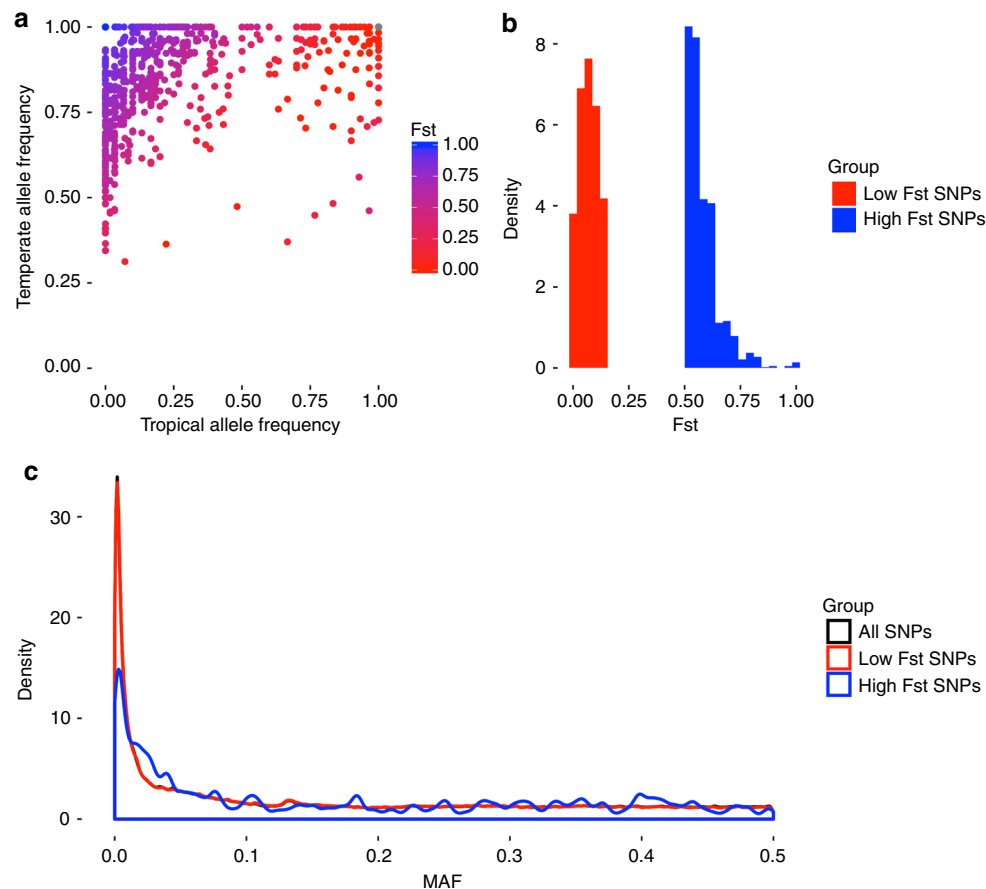 a
1.00
0.75
0.50
0.25
0.00
Temperate allele frequency
0.00 0.25 0.50 0.75 1.00
Tropical allele frequency
Fst
1.00
0.75
0.50
0.25
0.00
b
8
6
4
2
0
Density
0.00 0.25 0.50 0.75 1.00
Fst
Group
Low Fst SNPs
High Fst SNPs
c
30
20
10
0
Density
0.0 0.1 0.2 0.3 0.4 0.5
MAF
Group
All SNPs
Low Fst SNPs
High Fst SNPs